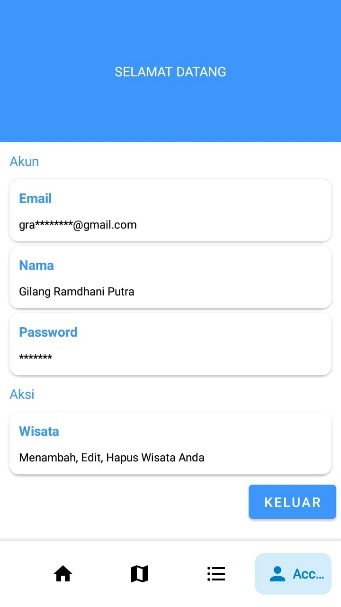 SELAMAT DATANG
Akun
Email
gra********@gmail.com
Nama
Gilang Ramdhani Putra
Password
*******
Aksi
Wisata
Menambah, Edit, Hapus Wisata Anda
KELUAR
Acc...